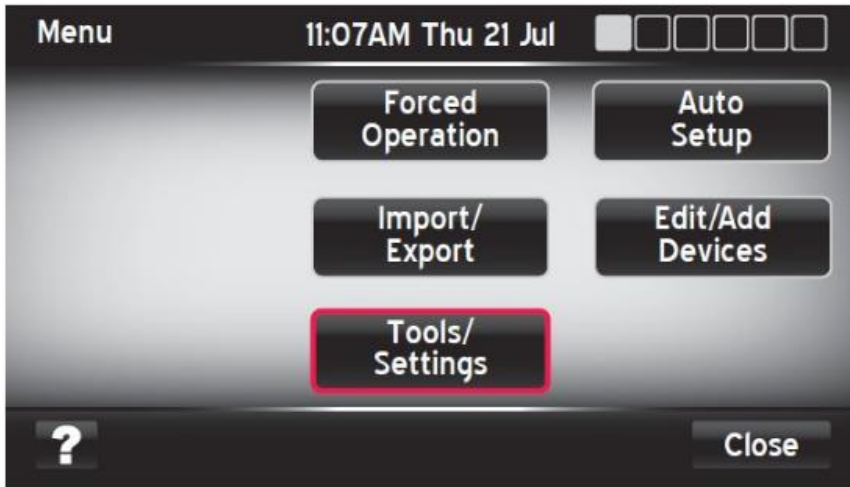 Menu
11:07AM Thu 21 Jul
Forced
Operation
Auto
Setup
Import/
Export
Edit/Add
Devices
Tools/
Settings
?
Close